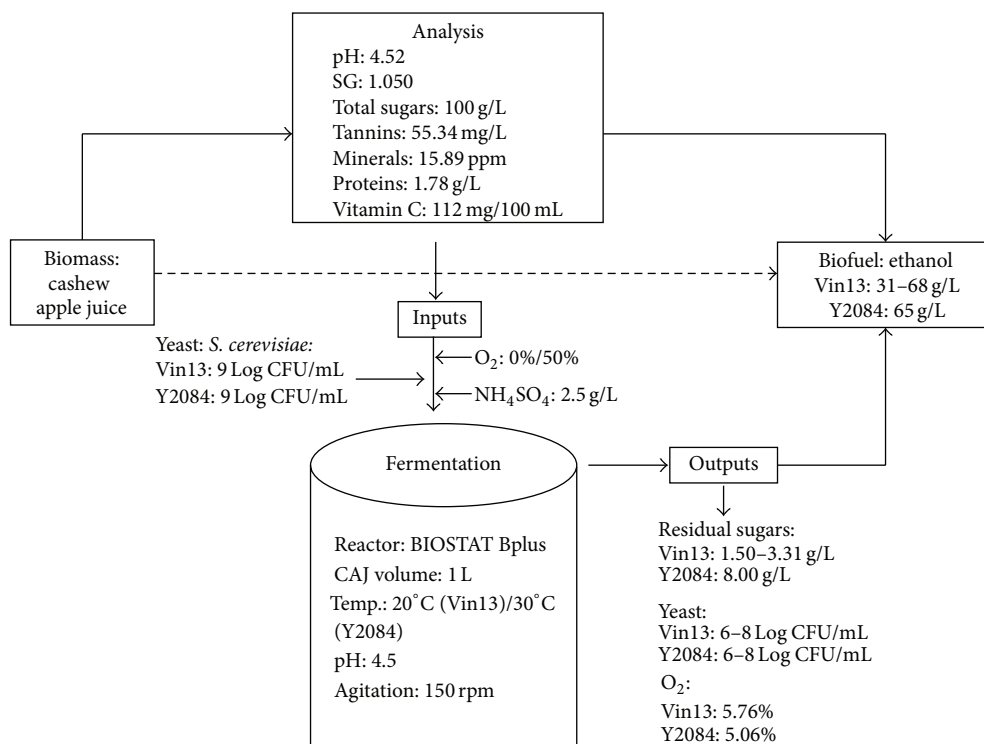 Analysis
pH: 4.52
SG: 1.050
Total sugars: 100 g/L
Tannins: 55.34 mg/L
Minerals: 15.89 ppm
Proteins: 1.78 g/L
Vitamin C: 112 mg/100 mL
Biomass:
cashew
apple juice
Biofuel: ethanol
Vin13: 31–68 g/L
Y2084: 65 g/L
Inputs
Yeast: S. cerevisiae:
Vin13: 9 Log CFU/mL
Y2084: 9 Log CFU/mL
O₂: 0%/50%
NH₄SO₄: 2.5 g/L
Fermentation
Reactor: BIOSTAT Bplus
CAJ volume: 1 L
Temp.: 20°C (Vin13)/30°C
(Y2084)
pH: 4.5
Agitation: 150 rpm
Outputs
Residual sugars:
Vin13: 1.50–3.31 g/L
Y2084: 8.00 g/L
Yeast:
Vin13: 6–8 Log CFU/mL
Y2084: 6–8 Log CFU/mL
O₂:
Vin13: 5.76%
Y2084: 5.06%